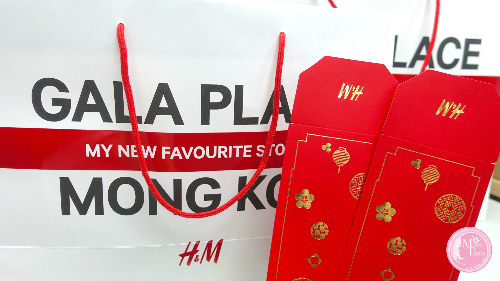 GALA PLA
LACE
MY NEW FAVOURITE STO
MONG KO
H&M